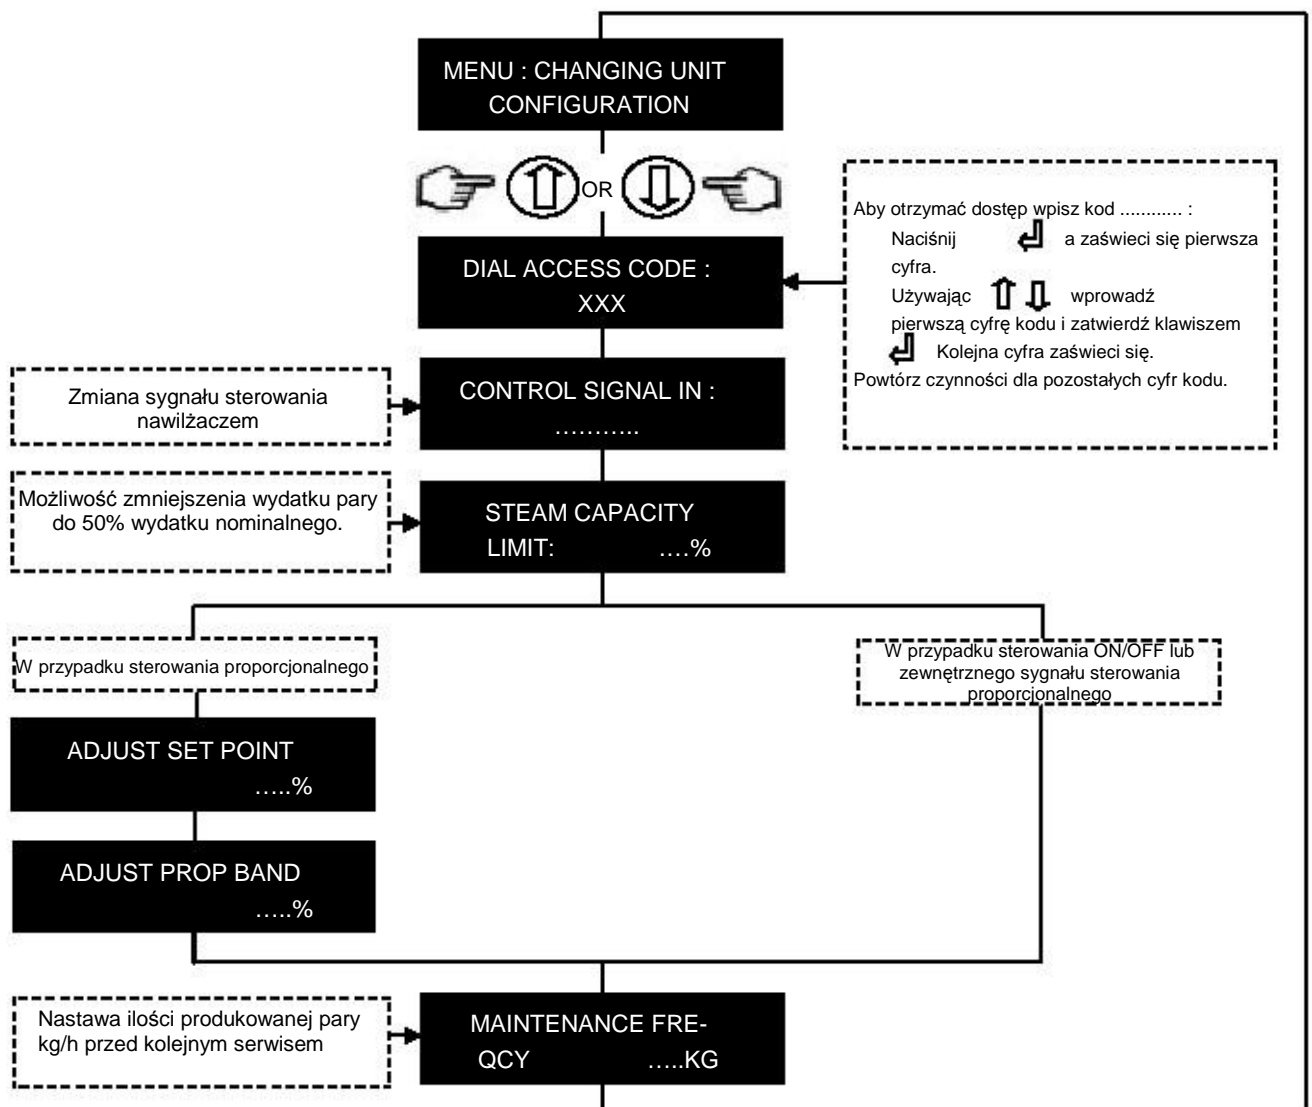 MENU : CHANGING UNIT
CONFIGURATION
OR
Aby otrzymać dostęp wpisz kod ............ :
Naciśnij a zaświeci się pierwsza
cyfra.
Używając wprowadź
pierwszą cyfrę kodu i zatwierdź klawiszem
Kolejna cyfra zaświeci się.
Powtórz czynności dla pozostałych cyfr kodu.
DIAL ACCESS CODE :
XXX
Zmiana sygnału sterowania
nawilżaczem
CONTROL SIGNAL IN :
………..
Możliwość zmniejszenia wydatku pary
do 50% wydatku nominalnego.
STEAM CAPACITY
LIMIT: ….%
W przypadku sterowania proporcjonalnego
W przypadku sterowania ON/OFF lub
zewnętrznego sygnału sterowania
proporcjonalnego
ADJUST SET POINT
…..%
ADJUST PROP BAND
…..%
Nastawa ilości produkowanej pary
kg/h przed kolejnym serwisem
MAINTENANCE FRE-
QCY …..KG